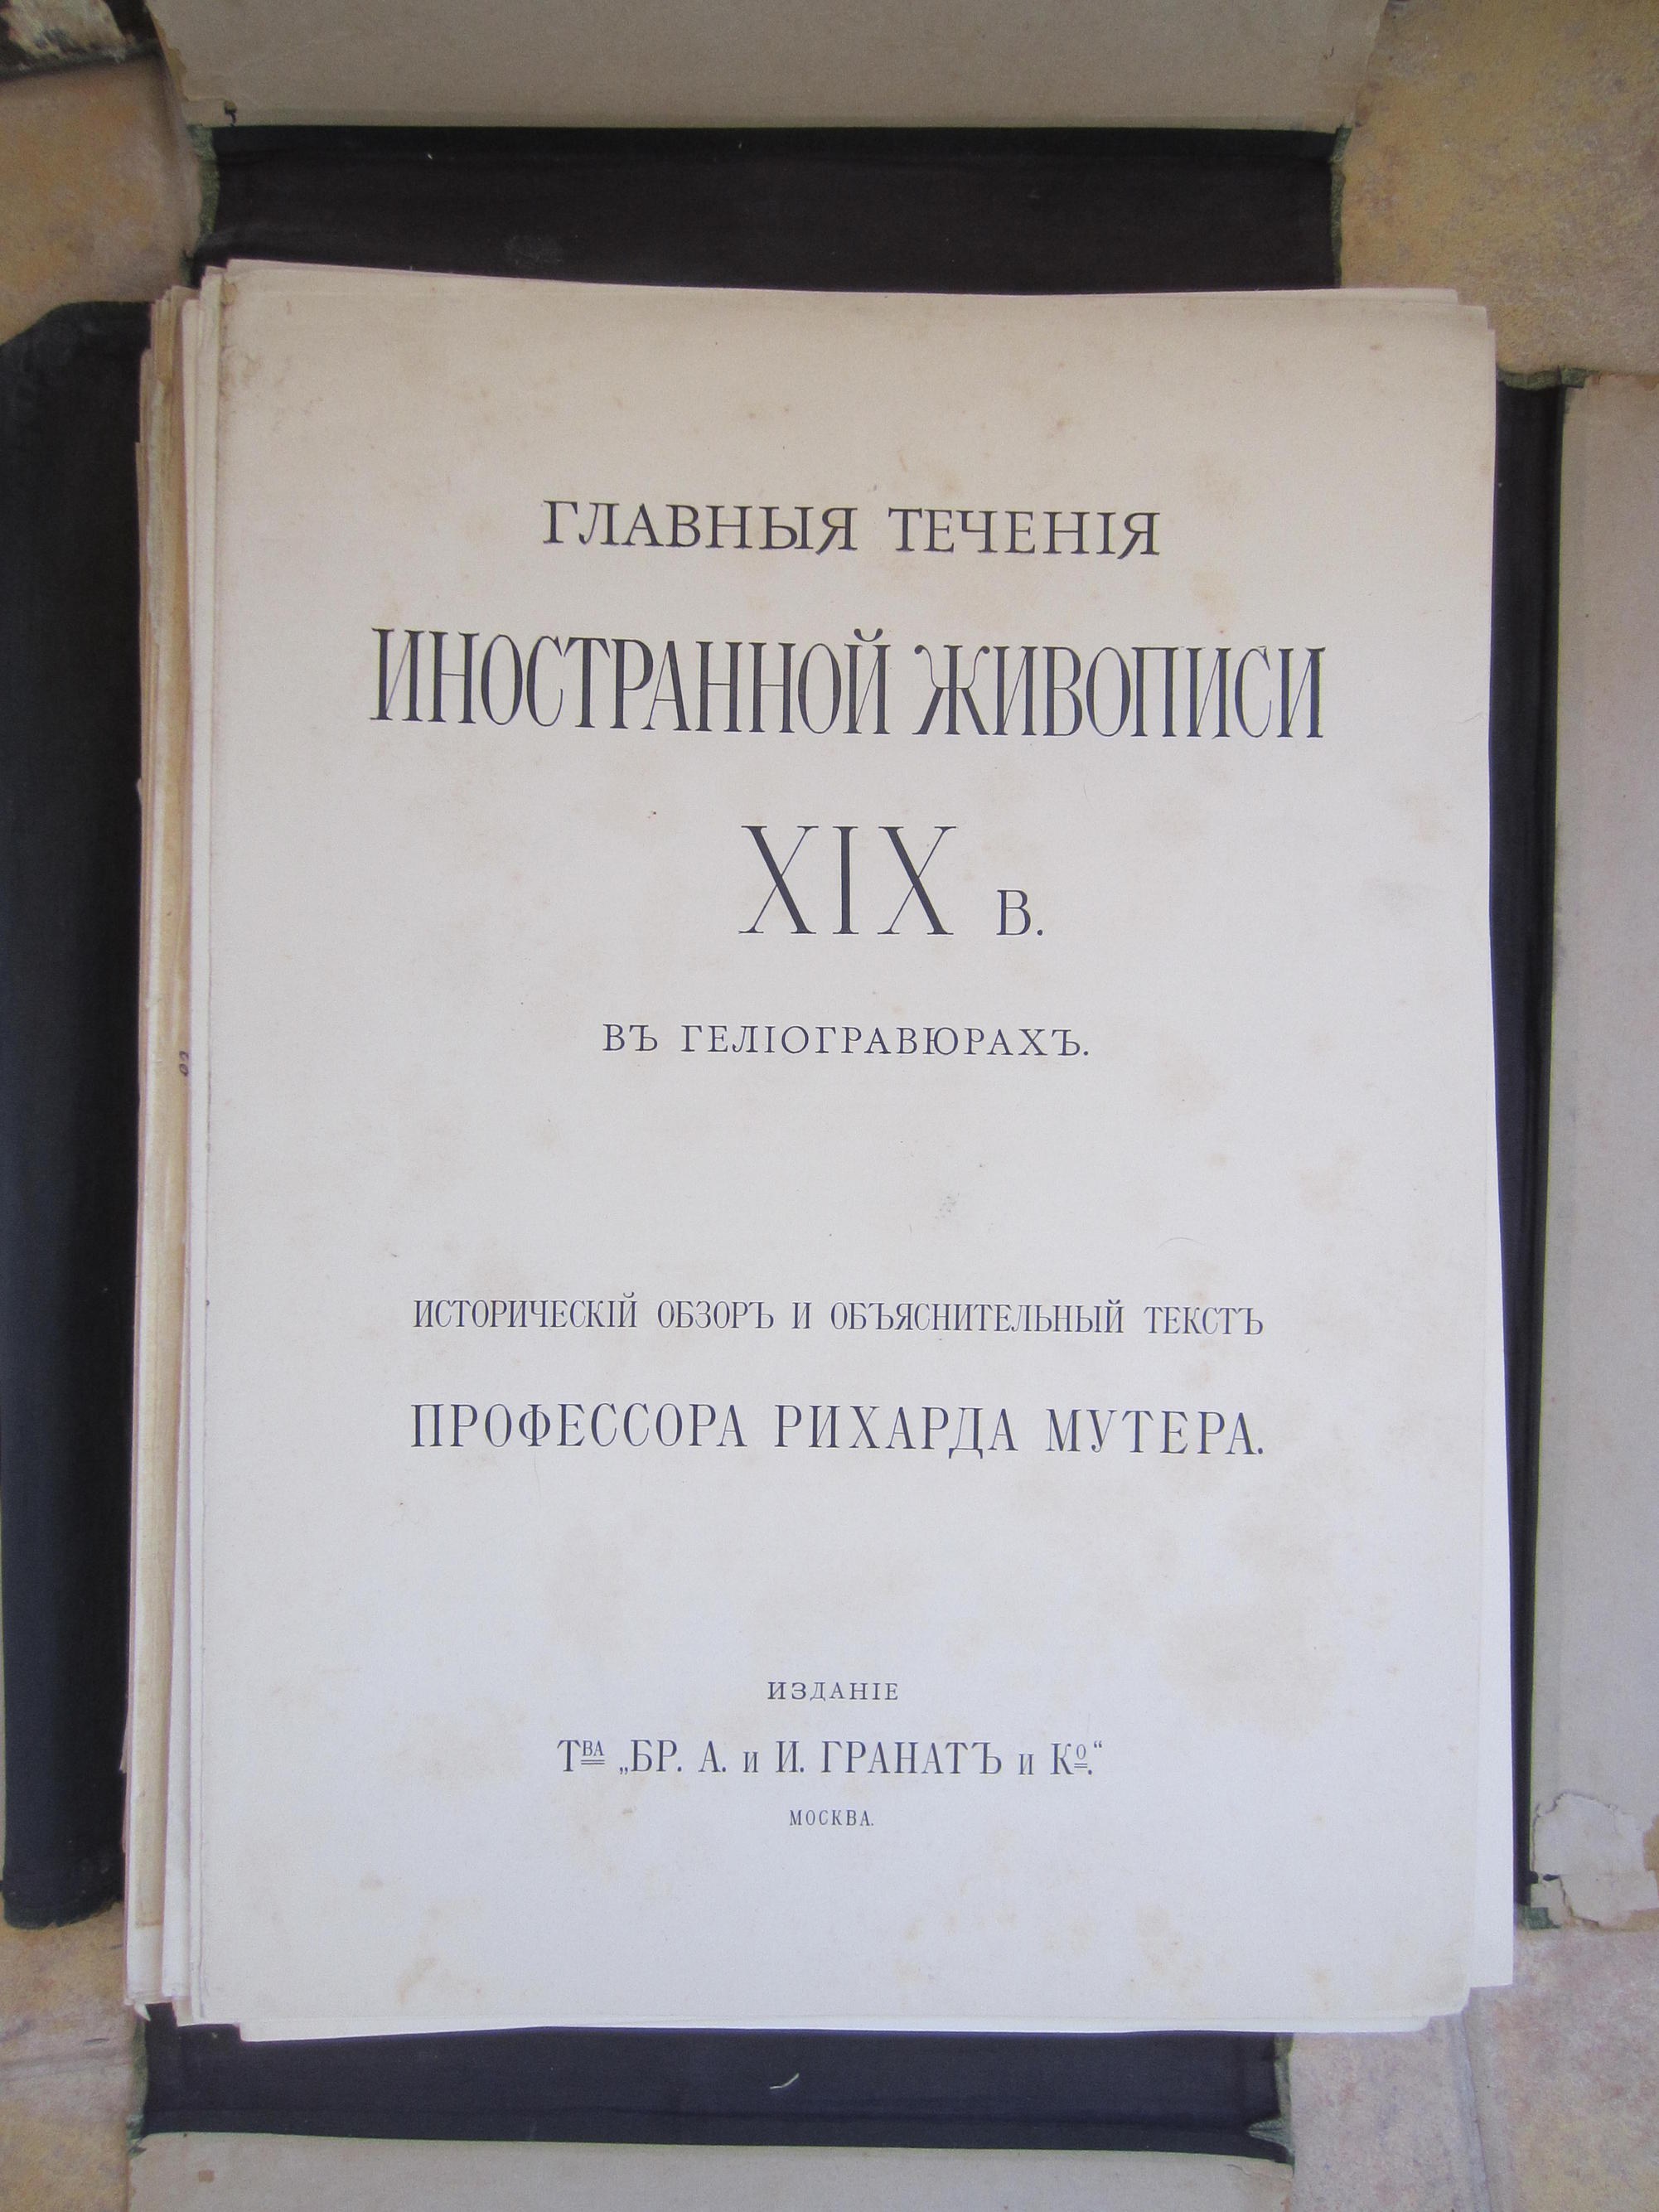 ГЛАВНЫЯ ТЕЧЕНІЯ
ИНОСТРАННОЙ ЖИВОПИСИ
XIX в.
ВЪ ГЕЛІОГРАВЮРАХЪ.
ИСТОРИЧЕСКІЙ ОБЗОРЪ И ОБЪЯСНИТЕЛЬНЫЙ ТЕКСТЪ
ПРОФЕССОРА РИХАРДА МУТЕРА.
ИЗДАНІЕ
Тва „БР. А. и И. ГРАНАТЪ и Ко.“
МОСКВА.